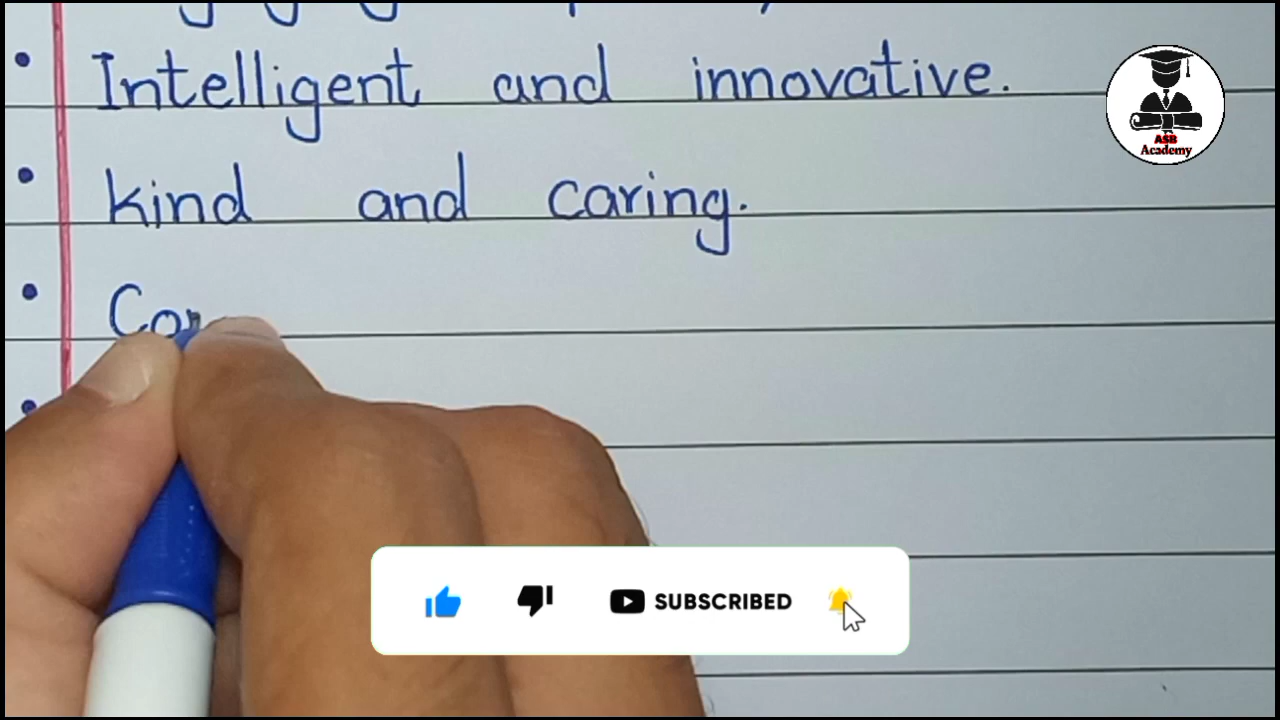 • Intelligent and innovative.
• kind and caring.
•
•
ASB
Academy
SUBSCRIBED